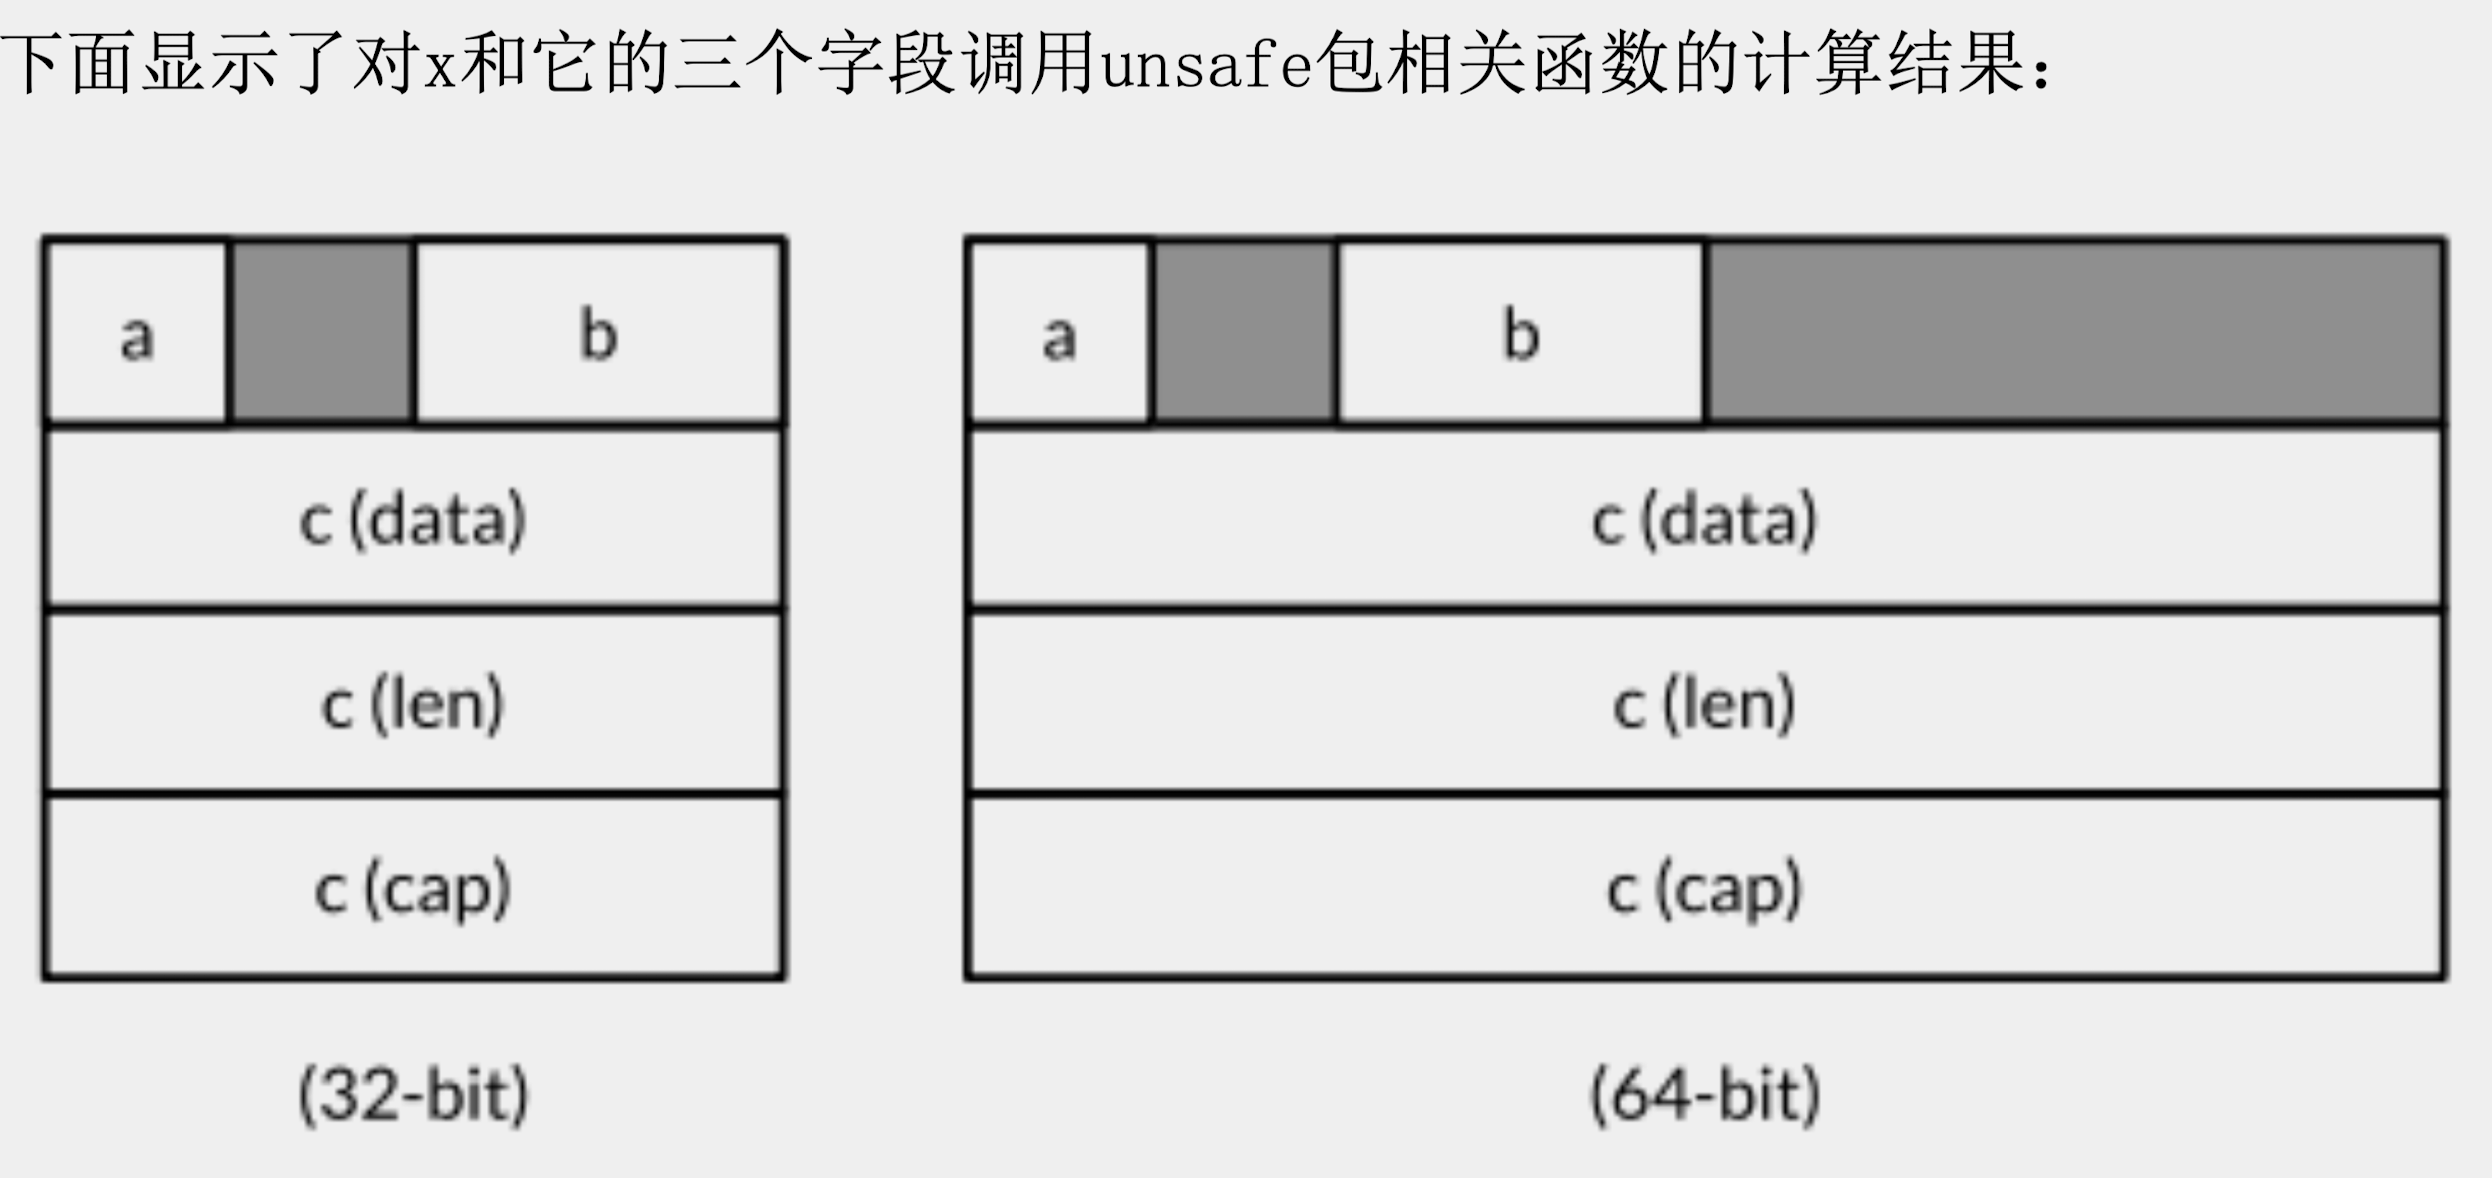 下面显示了对x和它的三个字段调用unsafe包相关函数的计算结果：
a b
c (data)
c (len)
c (cap)
(32-bit)
a b
c (data)
c (len)
c (cap)
(64-bit)